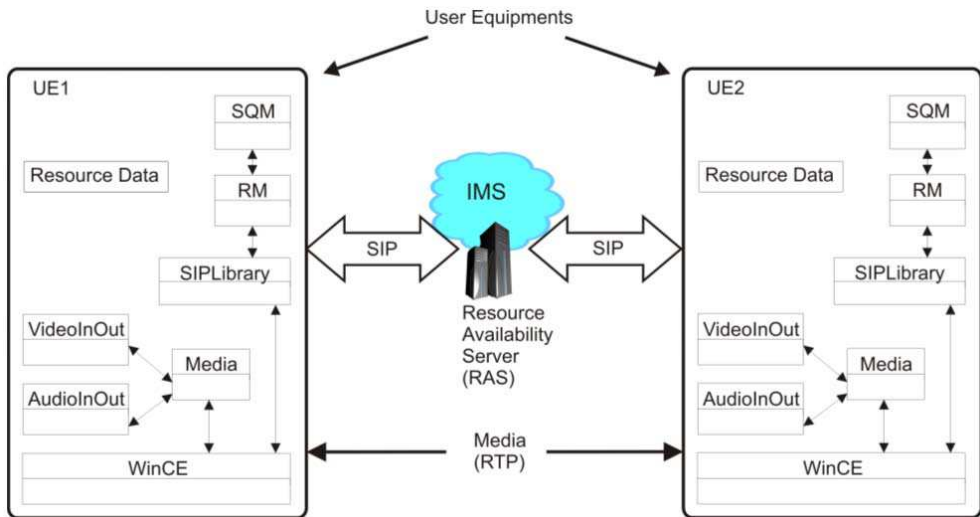 User Equipments
UE1
SQM
Resource Data
RM
SIPLibrary
VideoInOut
Media
AudioInOut
WinCE
SIP
IMS
SIP
Resource
Availability
Server
(RAS)
Media
(RTP)
UE2
SQM
Resource Data
RM
SIPLibrary
VideoInOut
Media
AudioInOut
WinCE